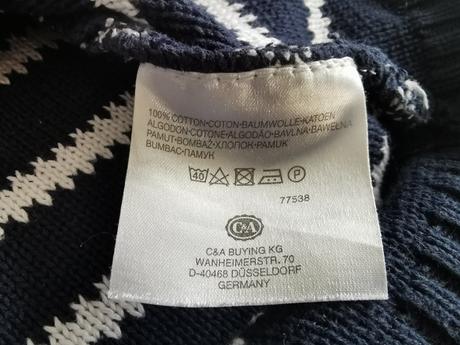 100% COTTON-COTON-BAUMWOLLE-KATOEN
ALGODON-COTONE-ALGODÃO-BAVLNA-BAWEŁNA
PAMUT-BOMBAŽ-ХЛОПОК-PAMUK
BUMBAC-ПАМУК
40 P
77538
C&A
C&A BUYING KG
WANHEIMERSTR. 70
D-40468 DÜSSELDORF
GERMANY